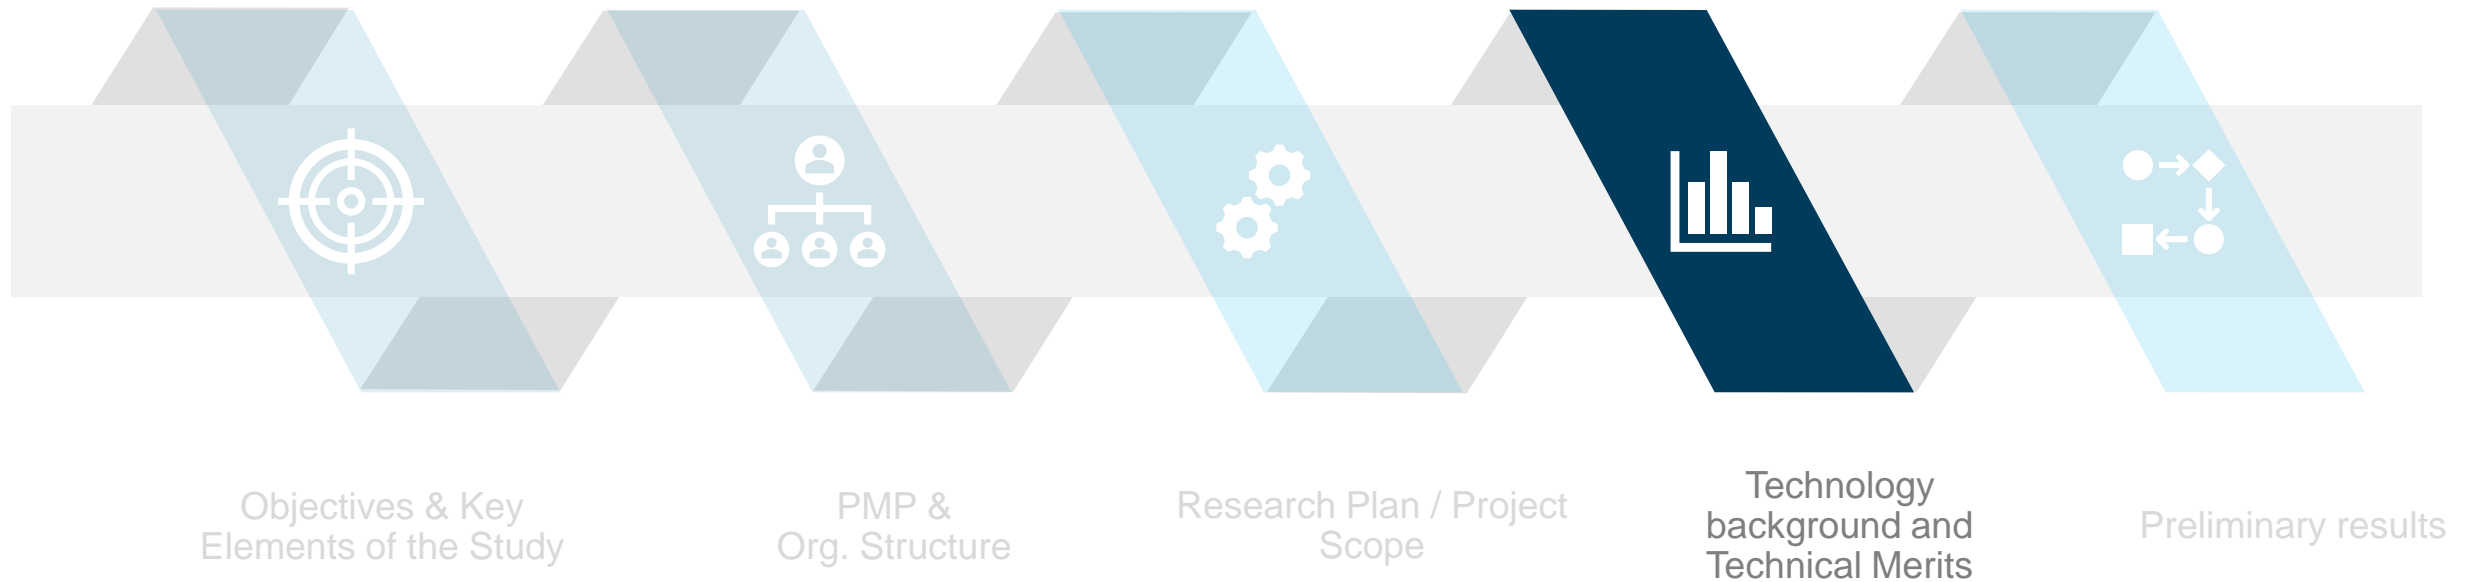 Objectives & Key
Elements of the Study
PMP &
Org. Structure
Research Plan / Project
Scope
Technology
background and
Technical Merits
Preliminary results